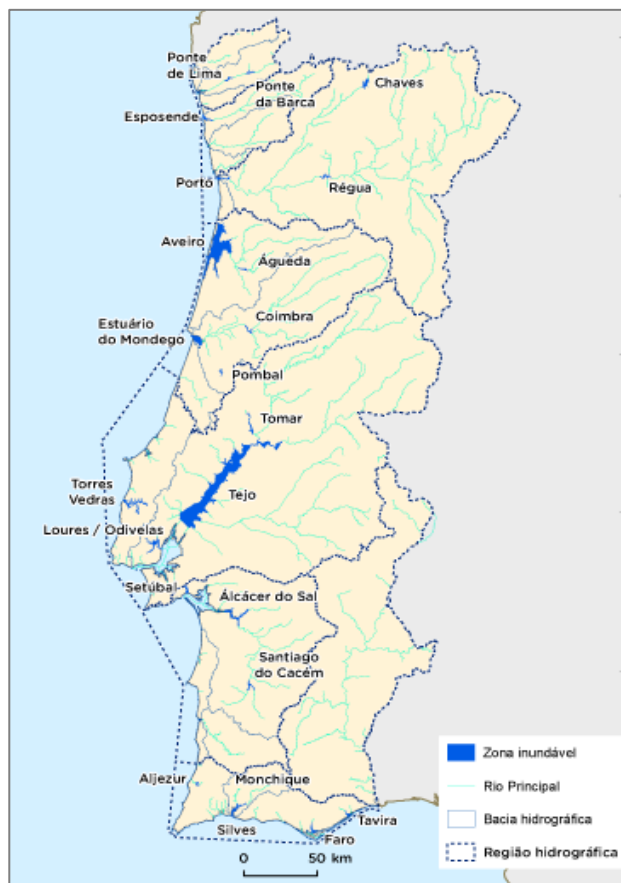 Ponte
de Lima
Ponte
da Barca
Chaves
Esposende
Porto
Régua
Aveiro
Águeda
Estuário
do Mondego
Coimbra
Pombal
Tomar
Torres
Vedras
Tejo
Loures / Odivelas
Setúbal
Álcácer do Sal
Santiago
do Cacém
Aljezur
Monchique
Silves
Faro
Tavira
0 50 km
Zona inundável
Rio Principal
Bacia hidrográfica
Região hidrográfica